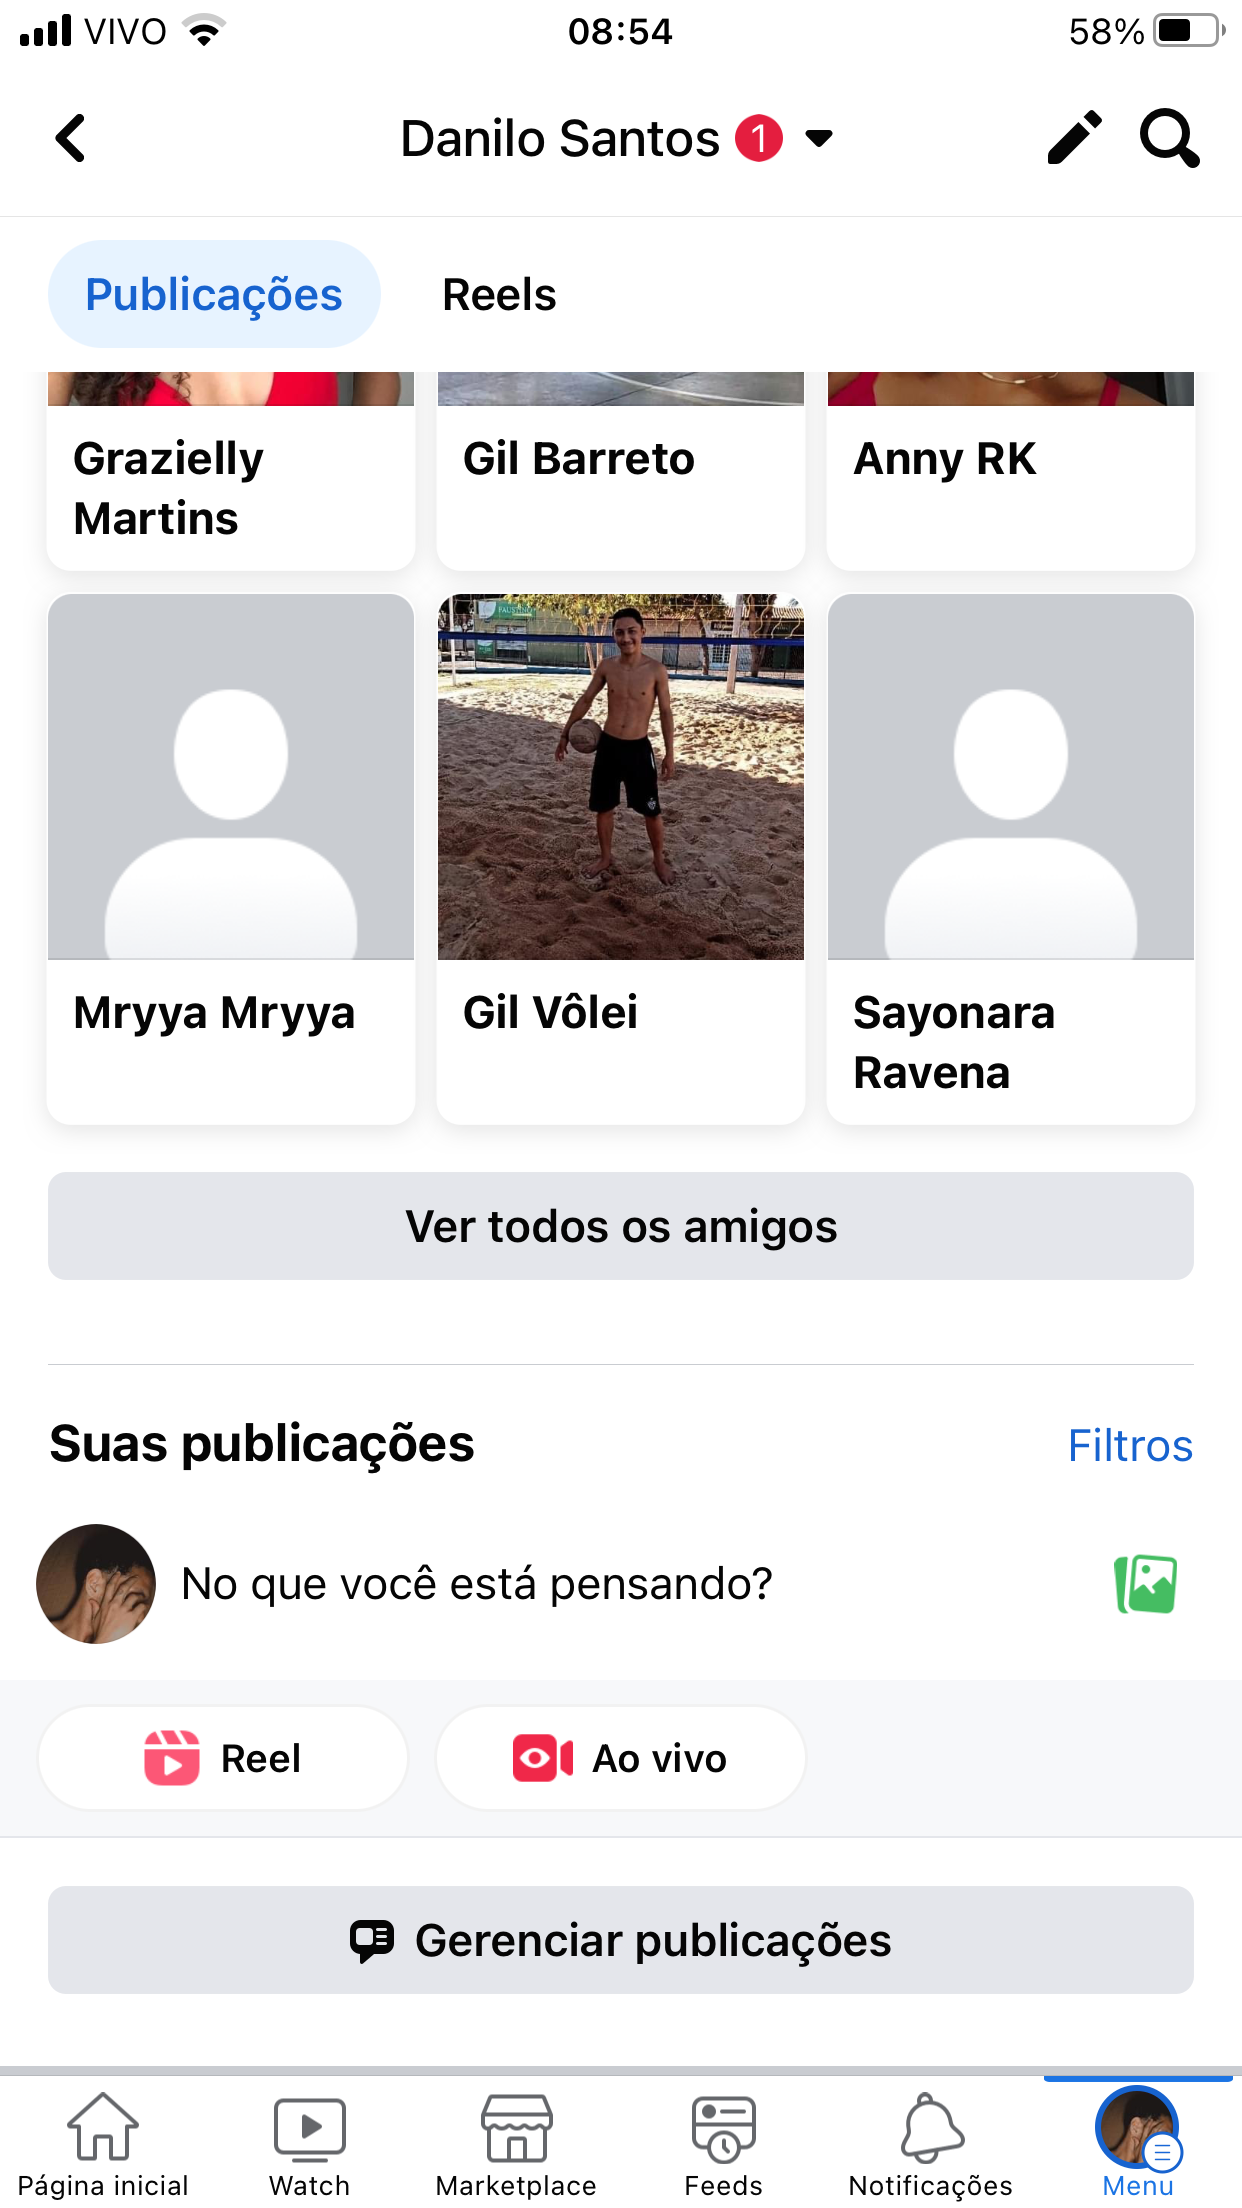 VIVO
08:54
58%
Danilo Santos 1
Publicações
Reels
Grazielly
Martins
Gil Barreto
Anny RK
FAUSTINO
Mryya Mryya
Gil Vôlei
Sayonara
Ravena
Ver todos os amigos
Suas publicações
Filtros
No que você está pensando?
Reel
Ao vivo
Gerenciar publicações
Página inicial
Watch
Marketplace
Feeds
Notificações
Menu